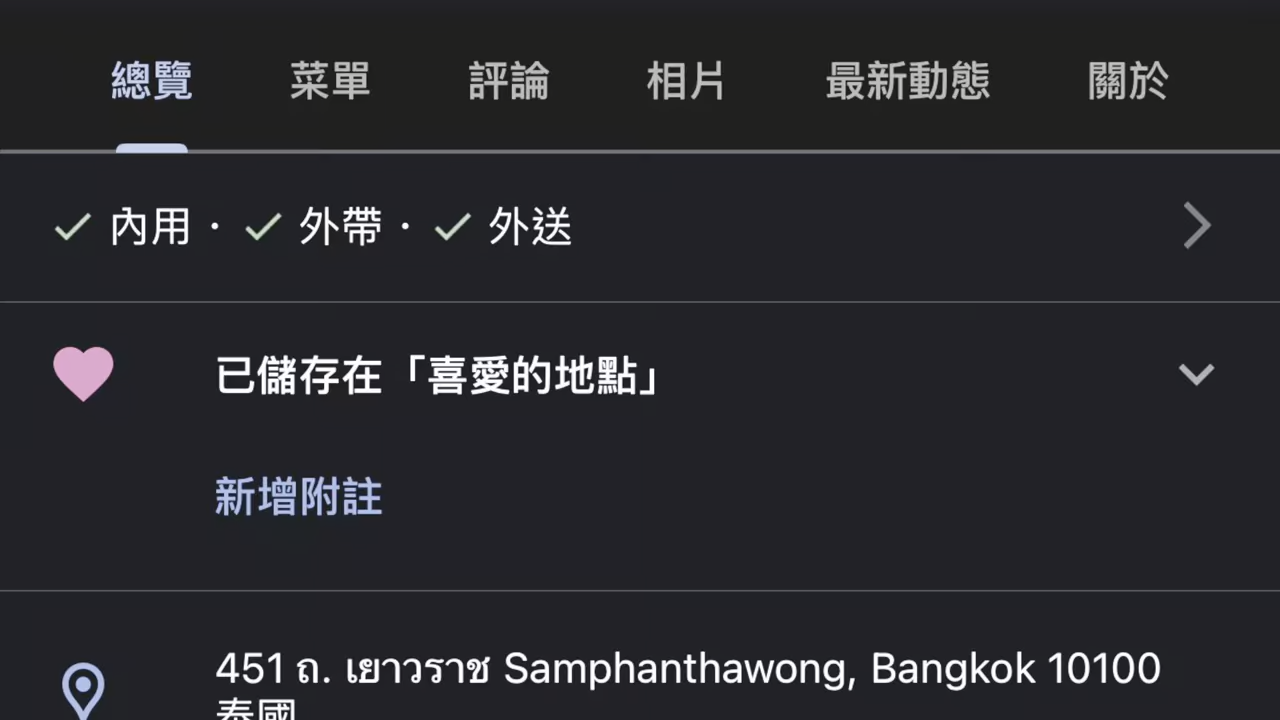 總覽 菜單 評論 相片 最新動態 關於
內用 · 外帶 · 外送
已儲存在「喜愛的地點」
新增附註
451 ถ. เยาวราช Samphanthawong, Bangkok 10100
泰國